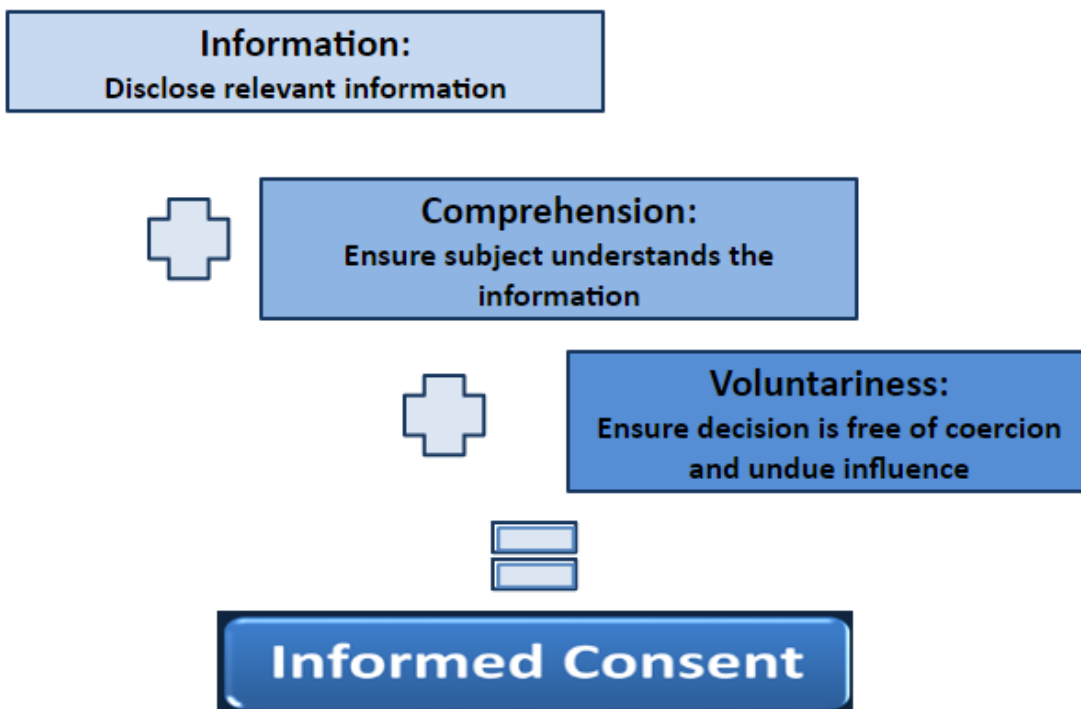 Information:
Disclose relevant information
Comprehension:
Ensure subject understands the
information
Voluntariness:
Ensure decision is free of coercion
and undue influence
Informed Consent